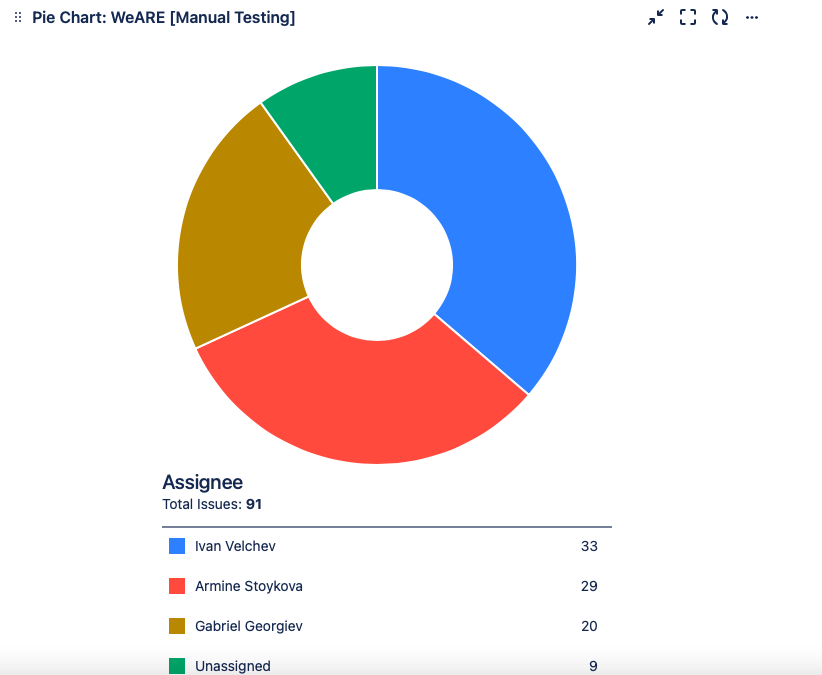 Pie Chart: WeARE [Manual Testing]
Assignee
Total Issues: 91
Ivan Velchev 33
Armine Stoykova 29
Gabriel Georgiev 20
Unassigned 9